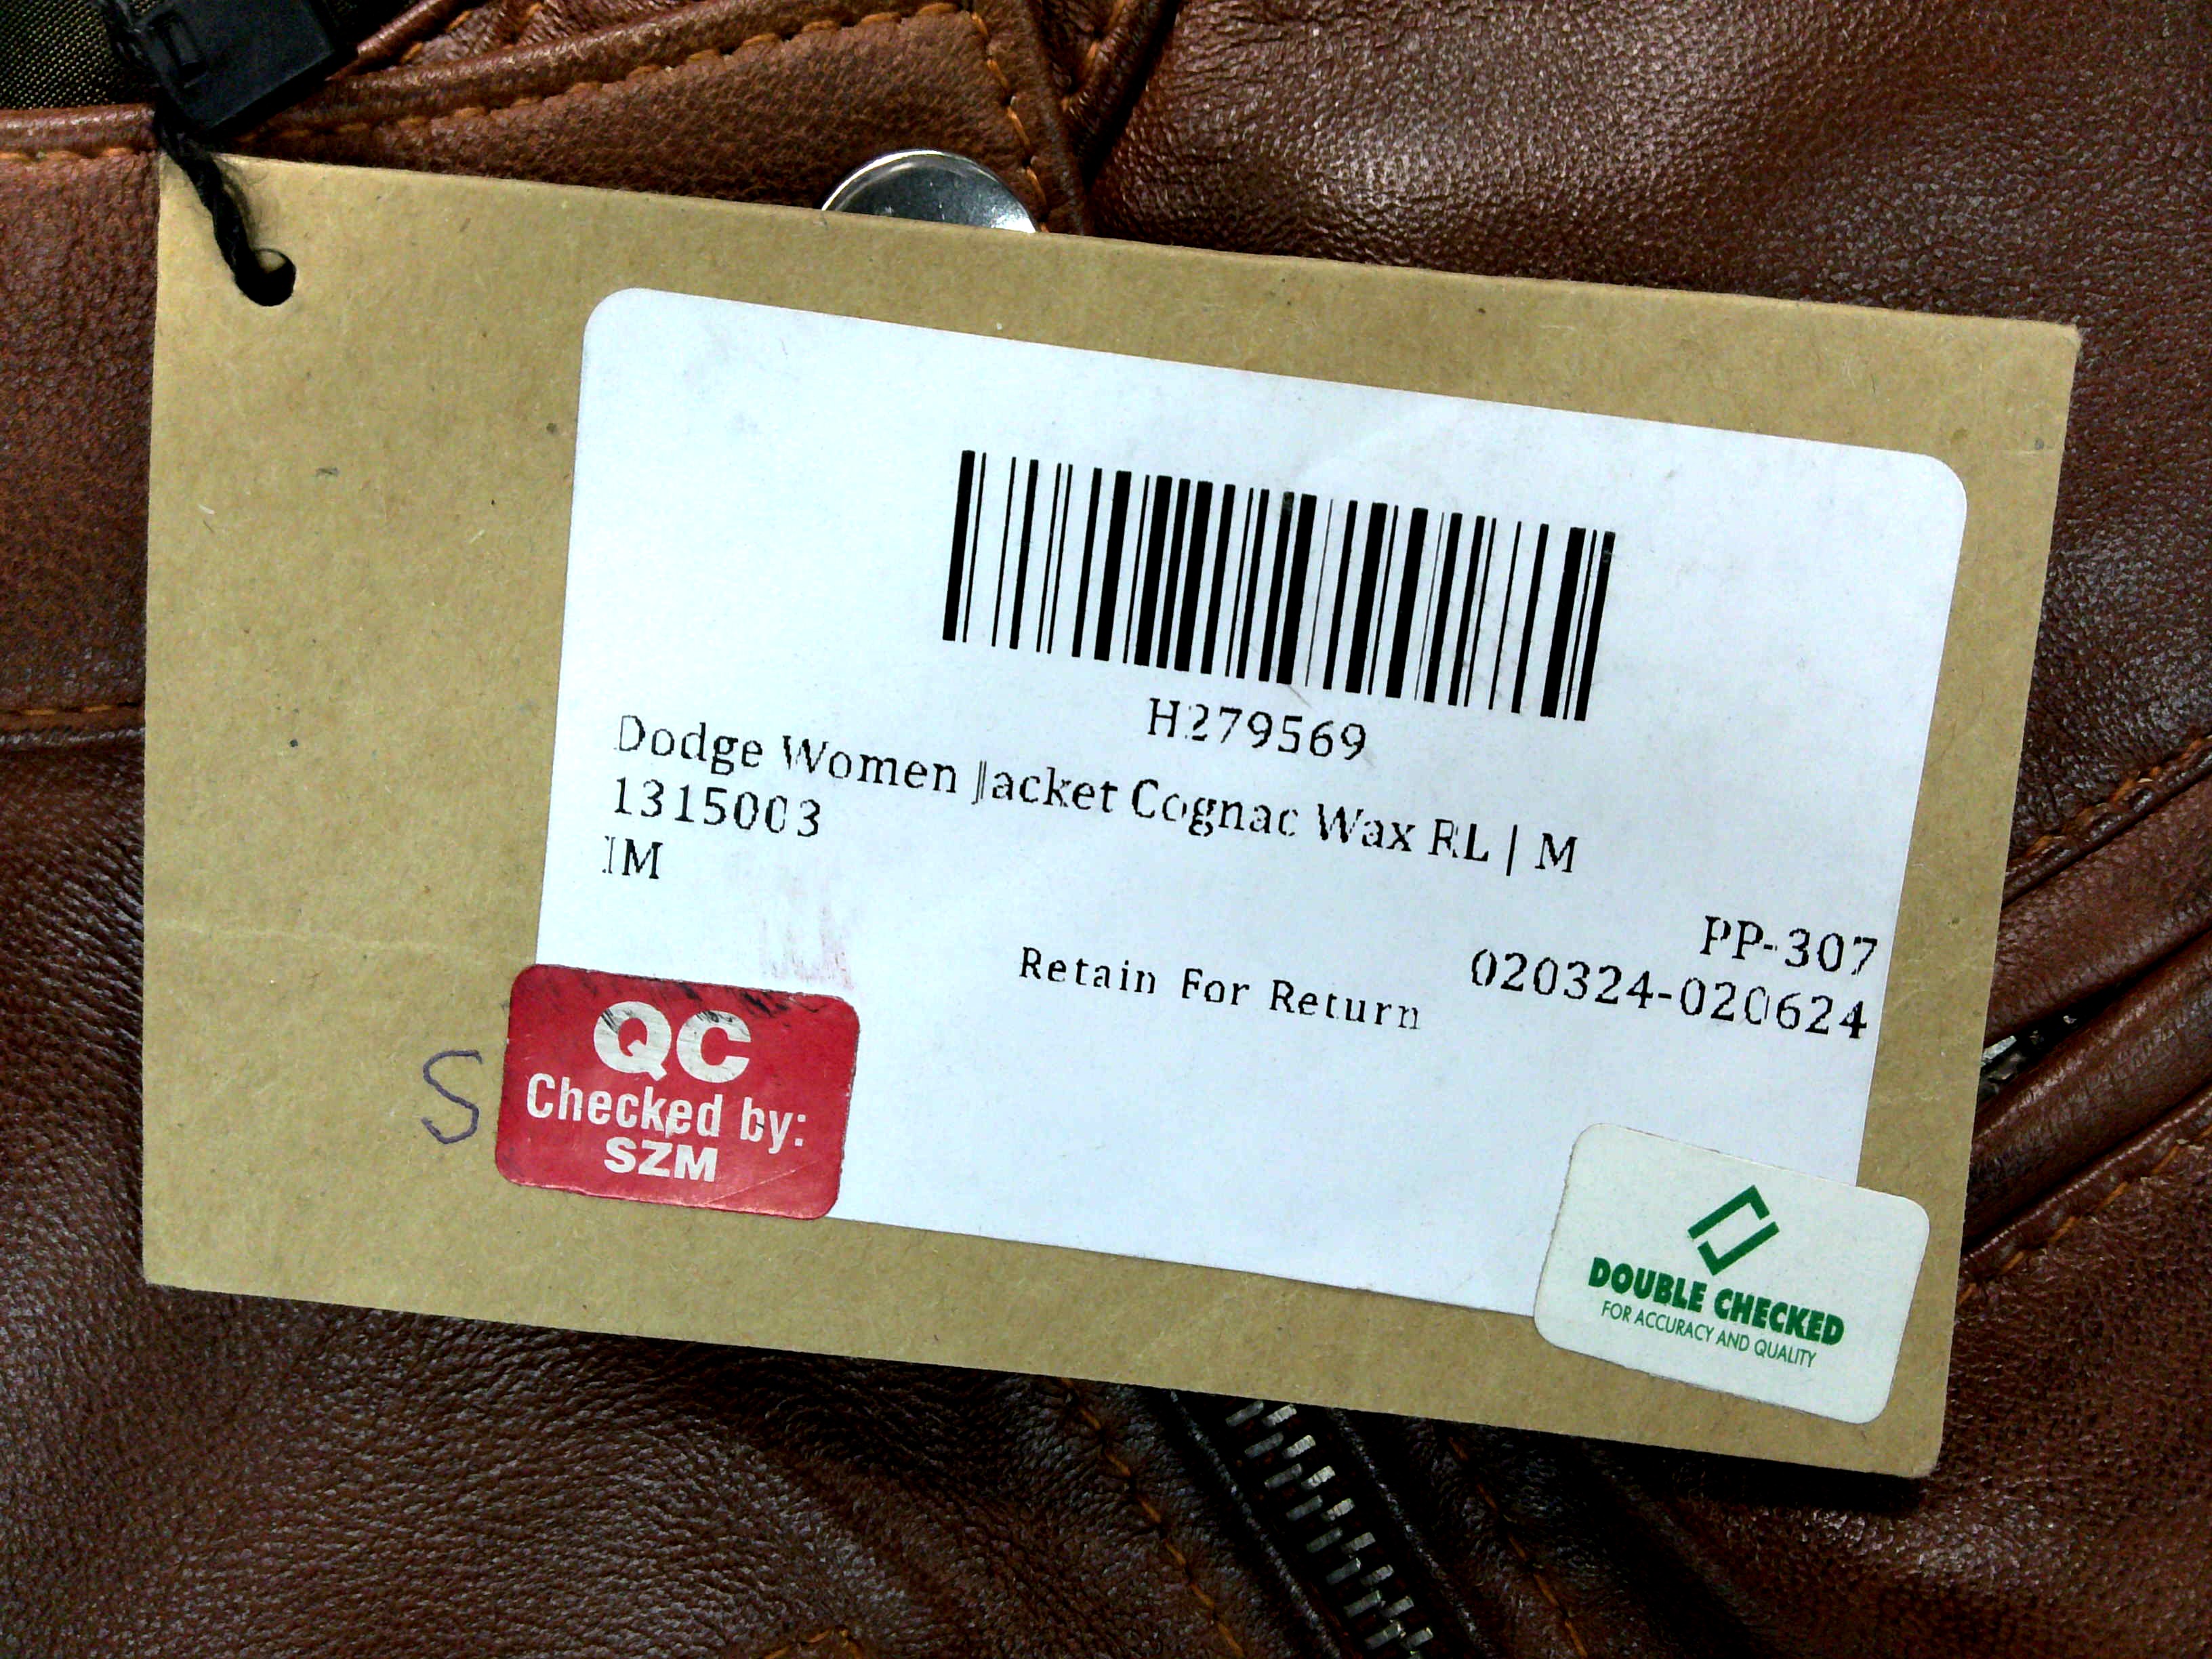 H279569
Dodge Women Jacket Cognac Wax RL | M
1315003
IM
PP-307
020324-020624
Retain For Return
S
QC
Checked by:
SZM
DOUBLE CHECKED
FOR ACCURACY AND QUALITY